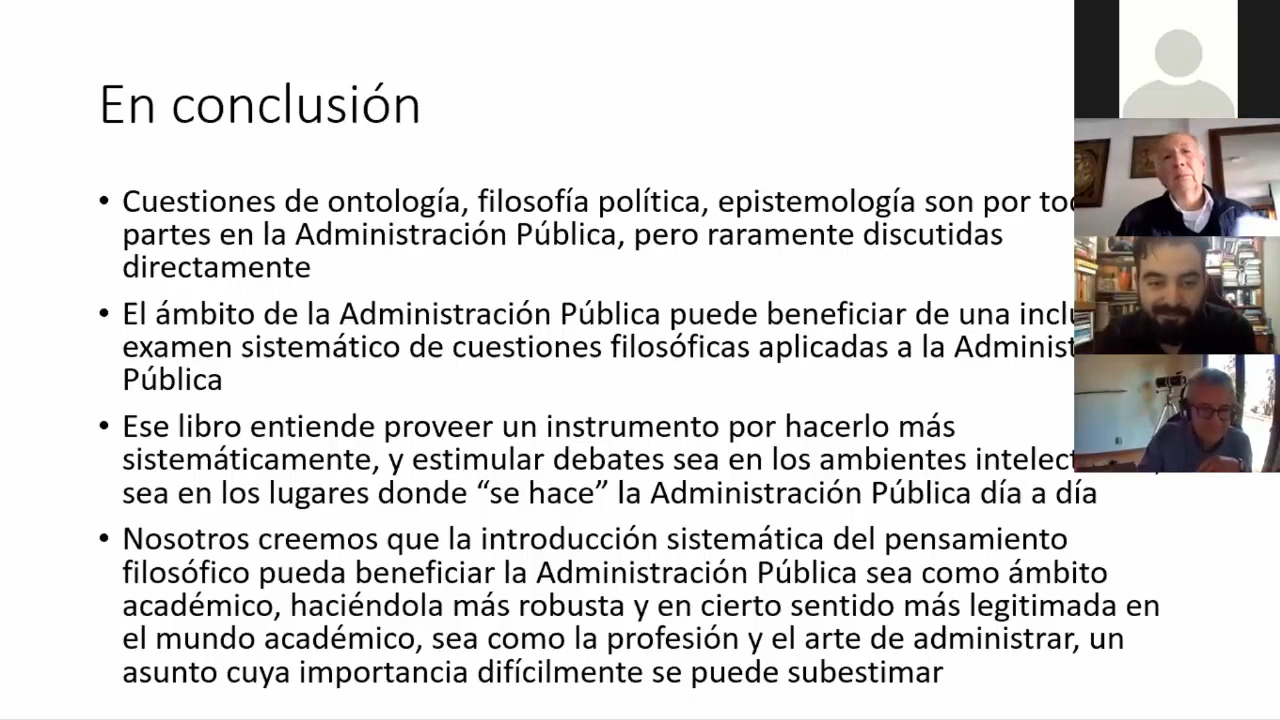 En conclusión
• Cuestiones de ontología, filosofía política, epistemología son por
partes en la Administración Pública, pero raramente discutidas
directamente
• El ámbito de la Administración Pública puede beneficiar de una
examen sistemático de cuestiones filosóficas aplicadas a la
Pública
• Ese libro entiende proveer un instrumento por hacerlo más
sistemáticamente, y estimular debates sea en los ambientes
sea en los lugares donde “se hace” la Administración Pública día a día
• Nosotros creemos que la introducción sistemática del pensamiento
filosófico pueda beneficiar la Administración Pública sea como ámbito
académico, haciéndola más robusta y en cierto sentido más legitimada en
el mundo académico, sea como la profesión y el arte de administrar, un
asunto cuya importancia difícilmente se puede subestimar